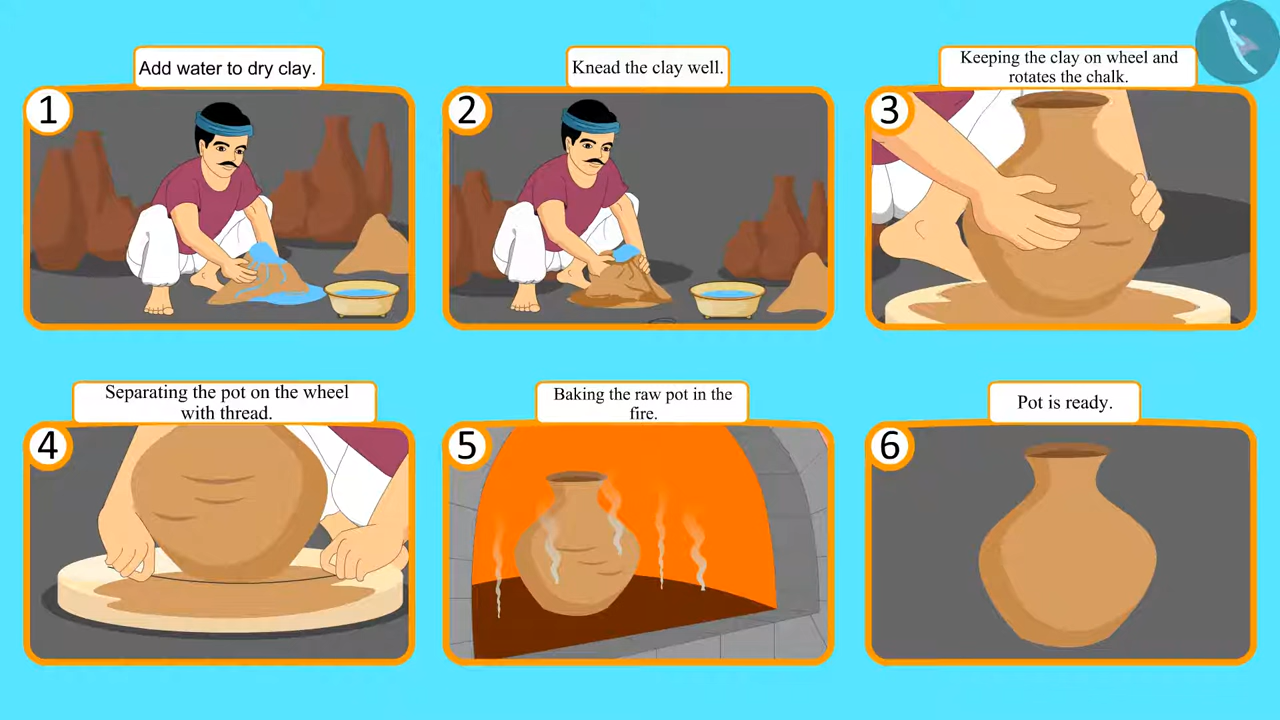 Add water to dry clay.
Knead the clay well.
Keeping the clay on wheel and
rotates the chalk.
1
2
3
Separating the pot on the wheel
with thread.
Baking the raw pot in the
fire.
Pot is ready.
4
5
6